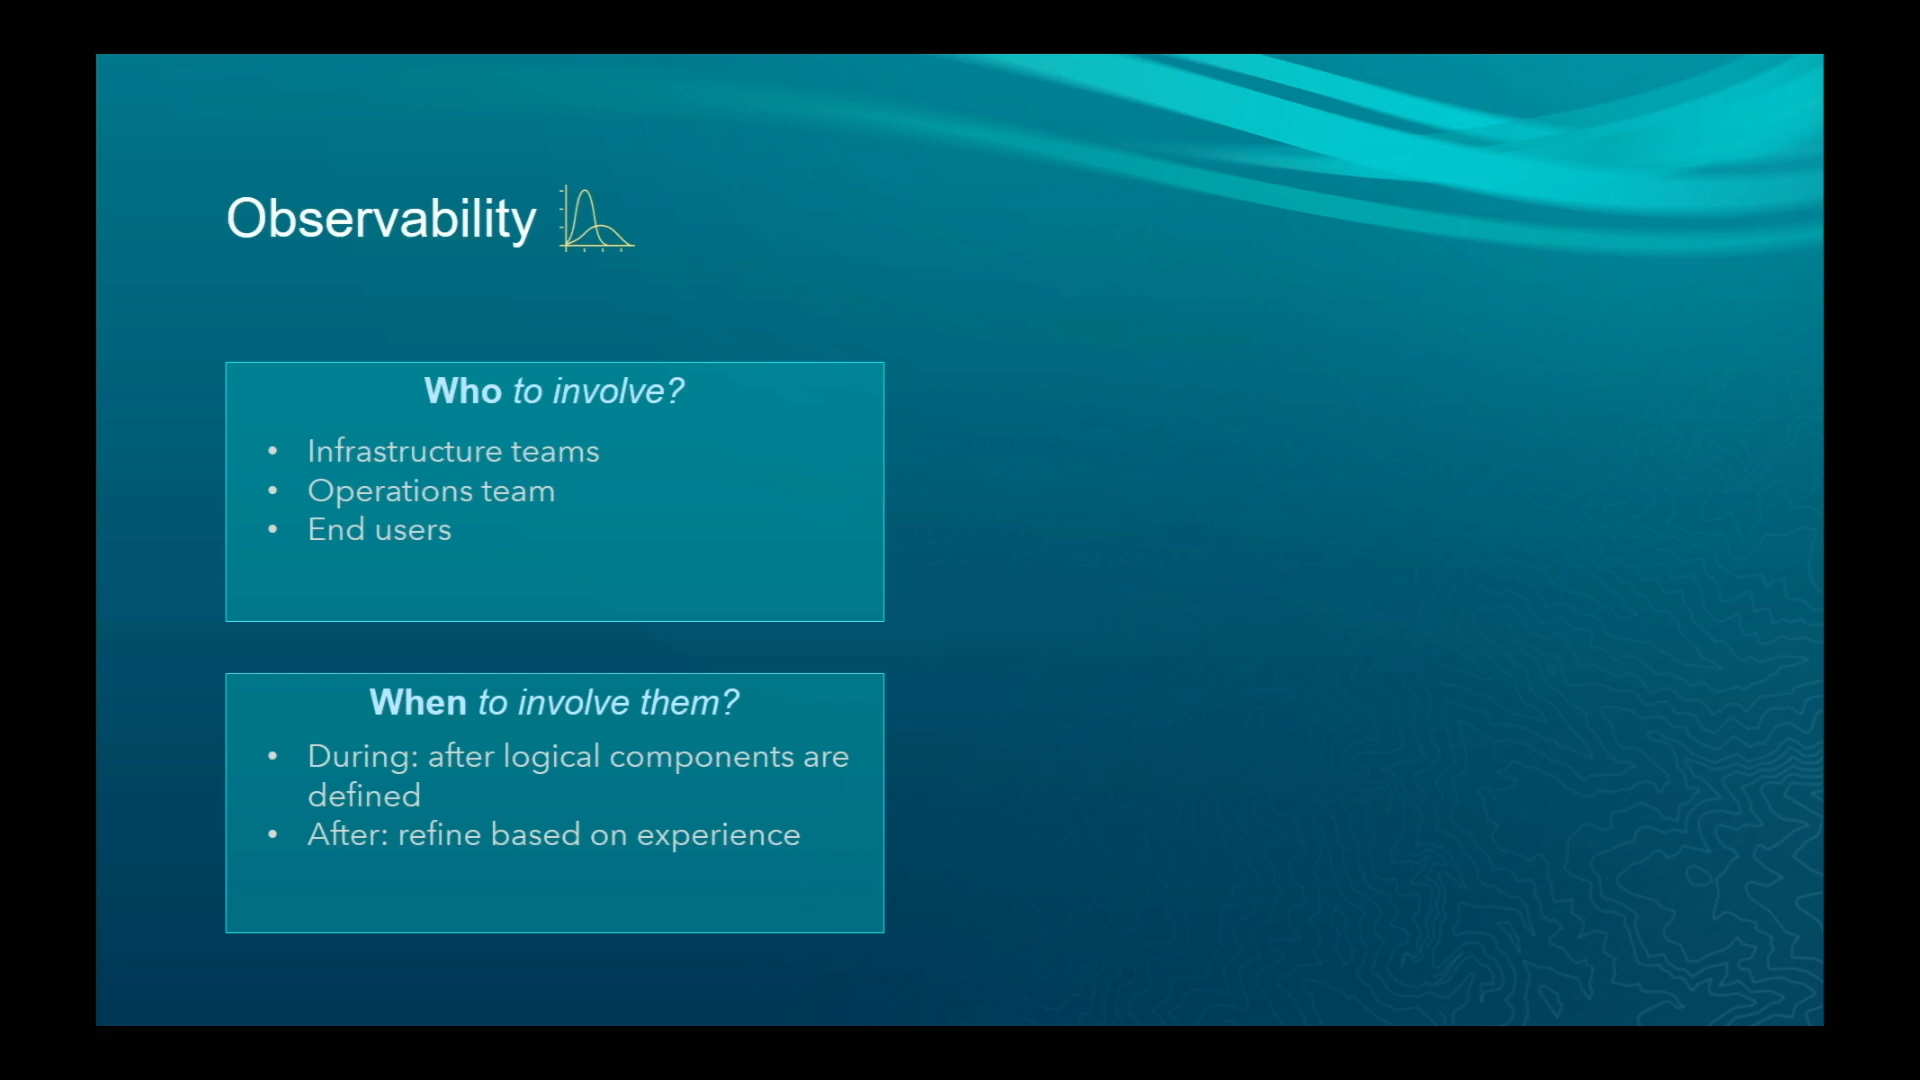 Observability
Who to involve?
• Infrastructure teams
• Operations team
• End users
When to involve them?
• During: after logical components are
defined
• After: refine based on experience